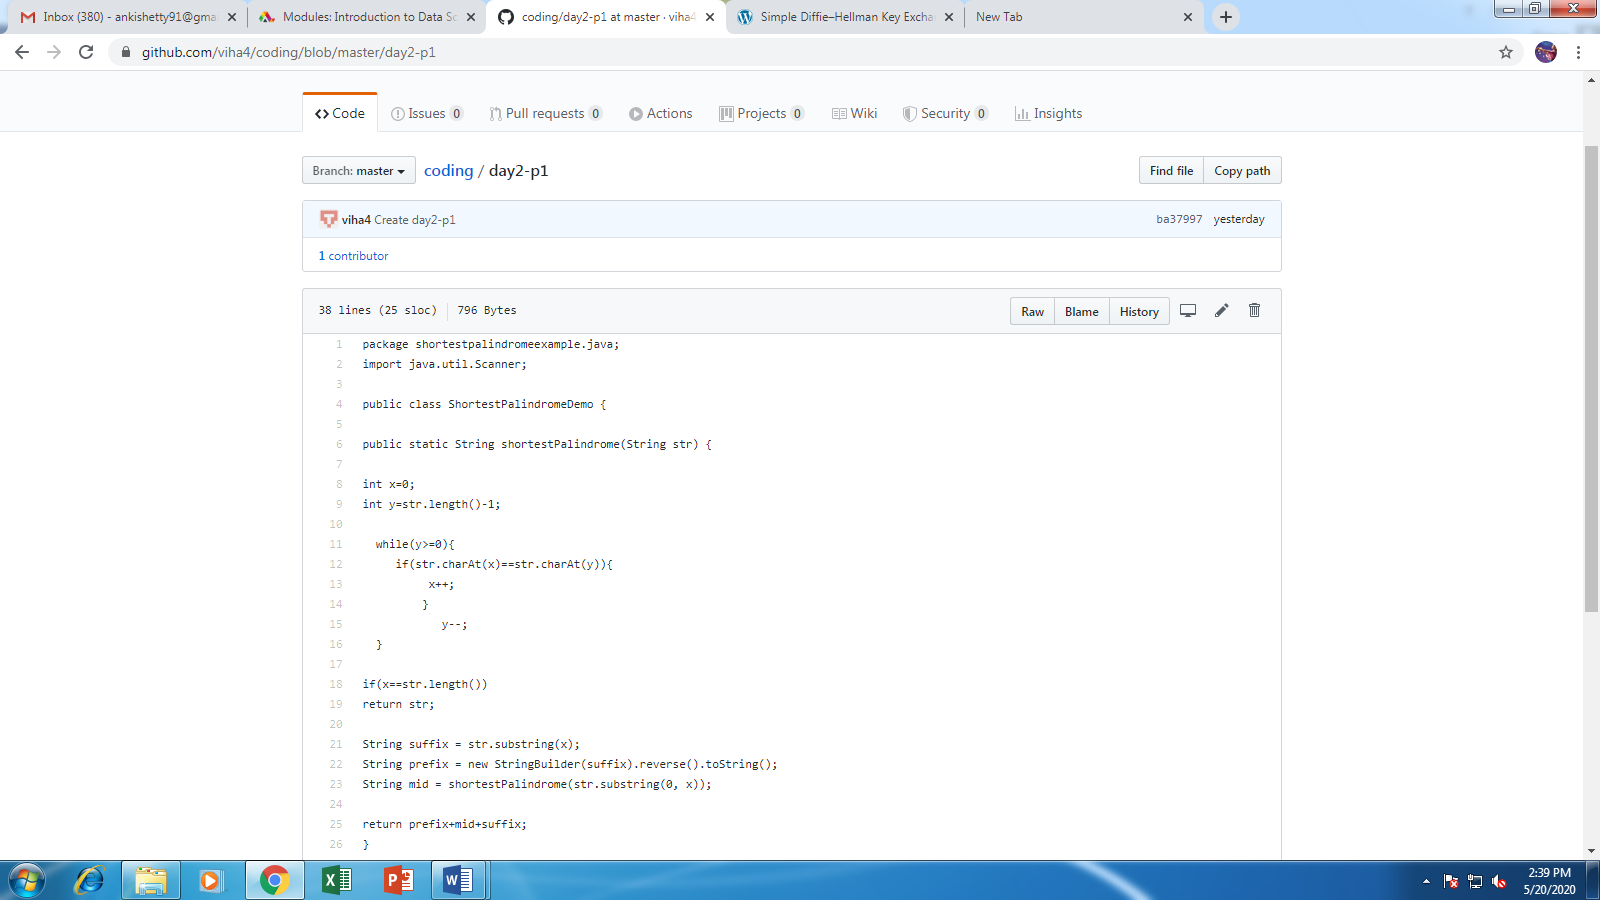 Inbox (380) - ankishetty91@gma
Modules: Introduction to Data Sc
coding/day2-p1 at master · viha4
Simple Diffie–Hellman Key Excha
New Tab
github.com/viha4/coding/blob/master/day2-p1
Code
Issues 0
Pull requests 0
Actions
Projects 0
Wiki
Security 0
Insights
Branch: master
coding / day2-p1
Find file
Copy path
viha4 Create day2-p1
ba37997 yesterday
1 contributor
38 lines (25 sloc) 796 Bytes
Raw
Blame
History
1 package shortestpalindromeexample.java;
2 import java.util.Scanner;
3
4 public class ShortestPalindromeDemo {
5
6 public static String shortestPalindrome(String str) {
7
8 int x=0;
9 int y=str.length()-1;
10
11 while(y>=0){
12 if(str.charAt(x)==str.charAt(y)){
13 x++;
14 }
15 y--;
16 }
17
18 if(x==str.length())
19 return str;
20
21 String suffix = str.substring(x);
22 String prefix = new StringBuilder(suffix).reverse().toString();
23 String mid = shortestPalindrome(str.substring(0, x));
24
25 return prefix+mid+suffix;
26 }
2:39 PM
5/20/2020